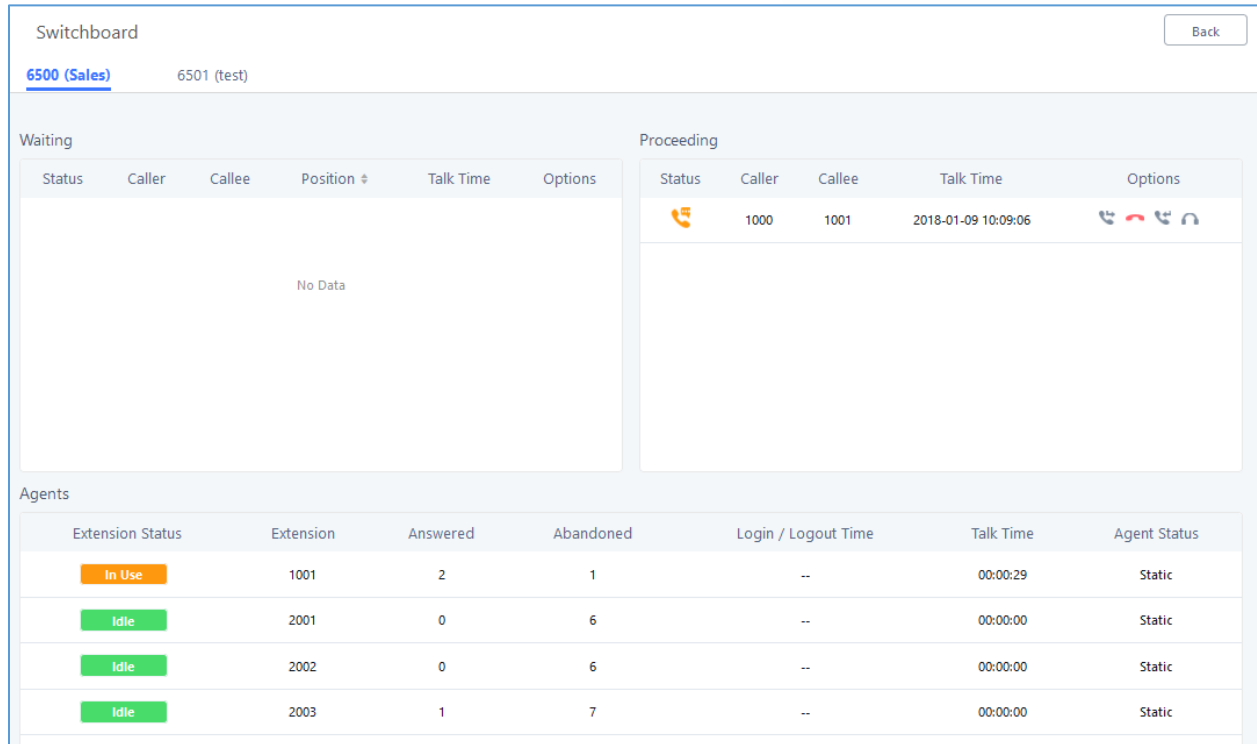 Switchboard
Back
6500 (Sales) 6501 (test)
Waiting
Status Caller Callee Position Talk Time Options
No Data
Proceeding
Status Caller Callee Talk Time Options
1000 1001 2018-01-09 10:09:06
Agents
Extension Status Extension Answered Abandoned Login / Logout Time Talk Time Agent Status
In Use 1001 2 1 -- 00:00:29 Static
Idle 2001 0 6 -- 00:00:00 Static
Idle 2002 0 6 -- 00:00:00 Static
Idle 2003 1 7 -- 00:00:00 Static